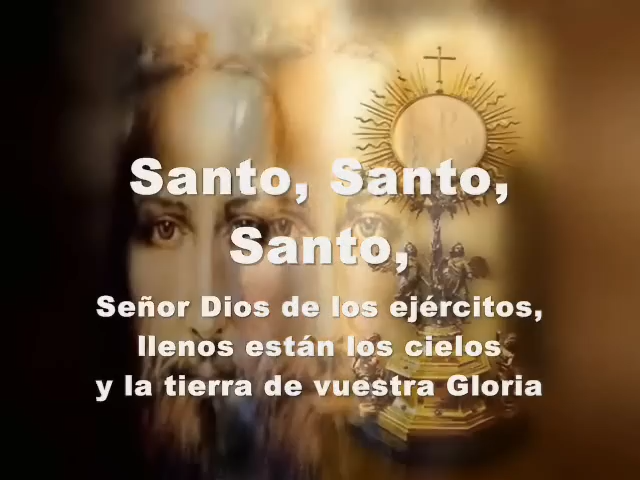 Santo, Santo,
Santo,
Señor Dios de los ejércitos,
llenos están los cielos
y la tierra de vuestra Gloria